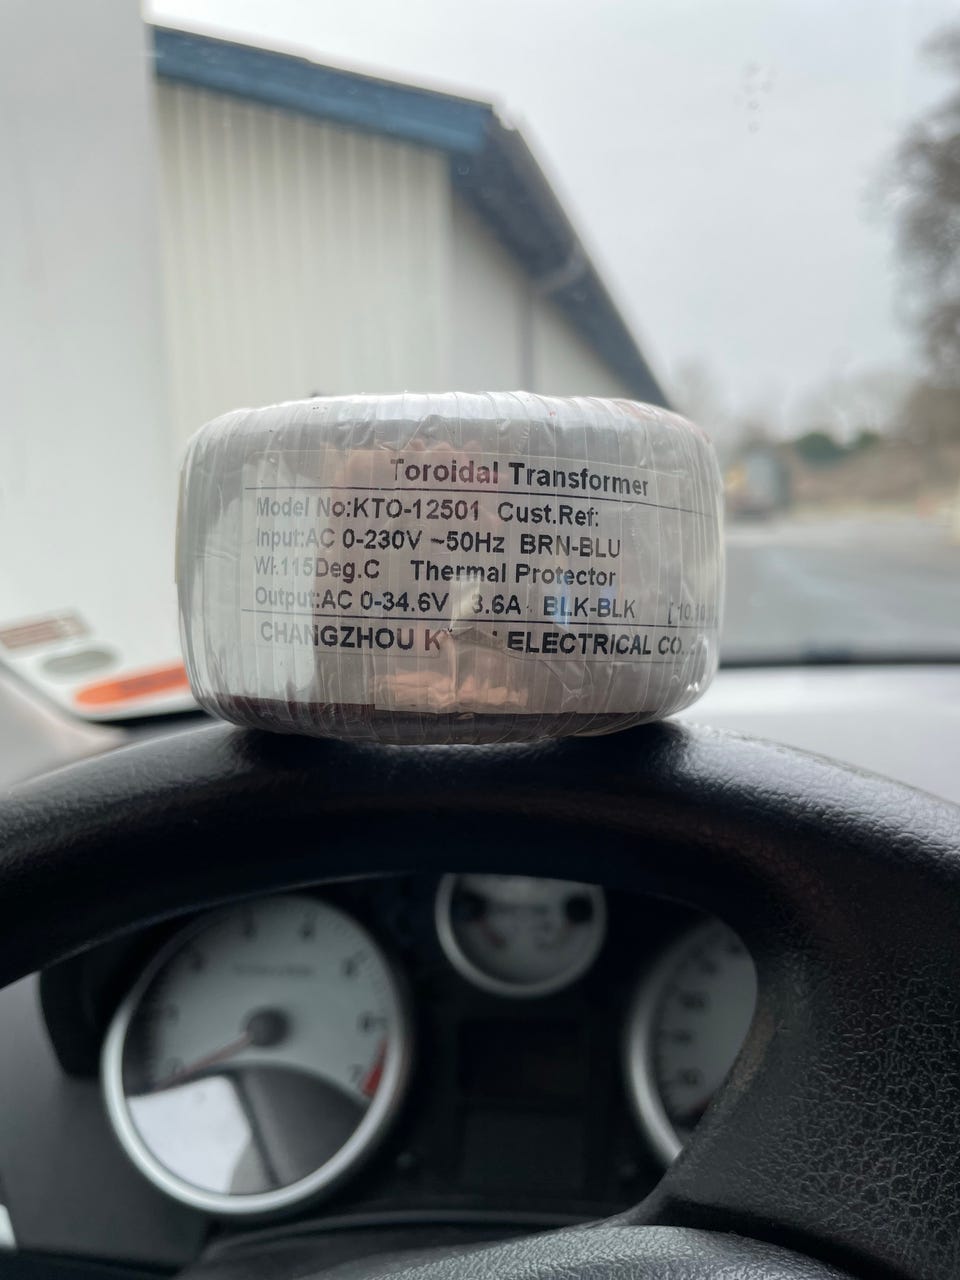 Toroidal Transformer
Model No:KTO-12501 Cust.Ref:
Input:AC 0-230V ~50Hz BRN-BLU
115Deg.C Thermal Protector
Output:AC 0-34.6V 3.6A BLK-BLK
CHANGZHOU ELECTRICAL CO.